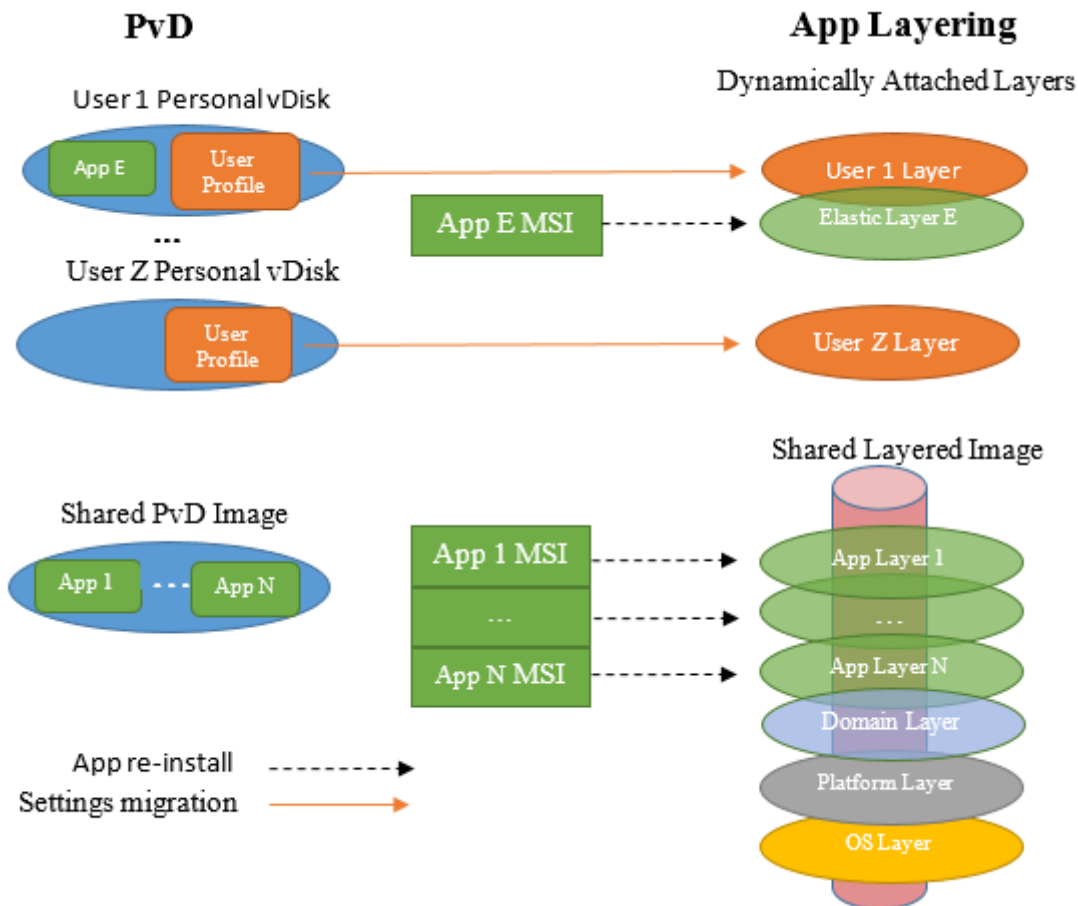 PvD
App Layering
Dynamically Attached Layers
User 1 Personal vDisk
App E
User
Profile
User 1 Layer
Elastic Layer E
App E MSI
...
User Z Personal vDisk
User
Profile
User Z Layer
Shared Layered Image
Shared PvD Image
App 1
---
App N
App 1 MSI
...
App N MSI
App Layer 1
...
App Layer N
Domain Layer
Platform Layer
OS Layer
App re-install
Settings migration